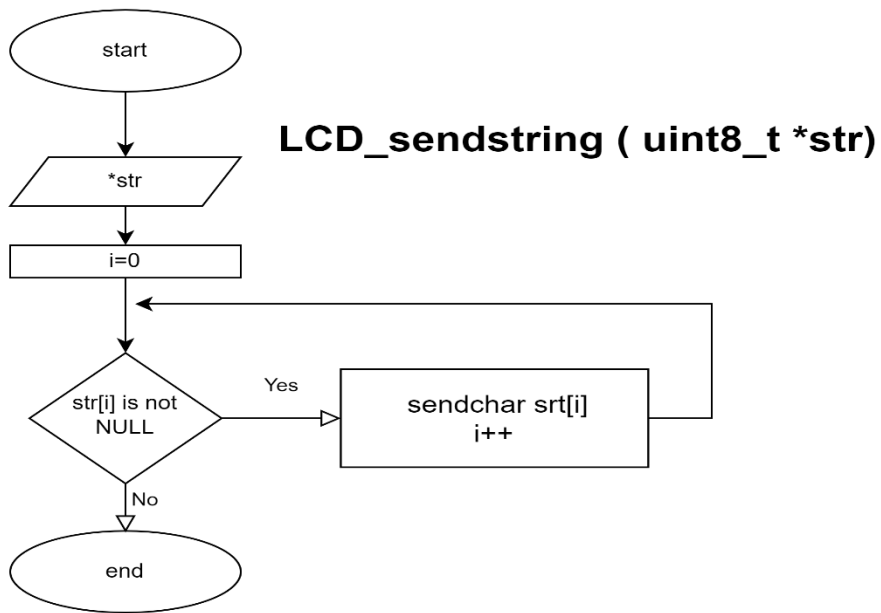 start
LCD_sendstring ( uint8_t *str)
*str
i=0
str[i] is not
NULL
Yes
sendchar srt[i]
i++
No
end